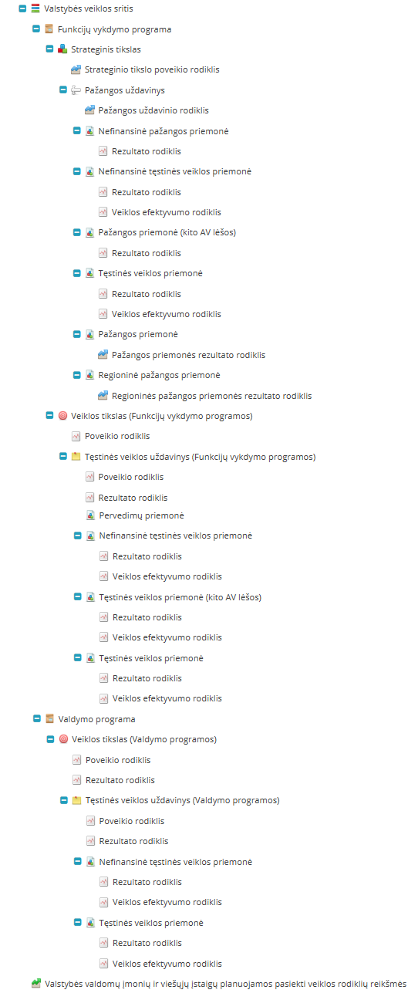 Valstybės veiklos sritis
Funkcijų vykdymo programa
Strateginis tikslas
Strateginio tikslo poveikio rodiklis
Pažangos uždavinys
Pažangos uždavinio rodiklis
Nefinansinė pažangos priemonė
Rezultato rodiklis
Nefinansinė tęstinės veiklos priemonė
Rezultato rodiklis
Veiklos efektyvumo rodiklis
Pažangos priemonė (kito AV lėšos)
Rezultato rodiklis
Tęstinės veiklos priemonė
Rezultato rodiklis
Veiklos efektyvumo rodiklis
Pažangos priemonė
Pažangos priemonės rezultato rodiklis
Regioninė pažangos priemonė
Regioninės pažangos priemonės rezultato rodiklis
Veiklos tikslas (Funkcijų vykdymo programos)
Poveikio rodiklis
Tęstinės veiklos uždavinys (Funkcijų vykdymo programos)
Poveikio rodiklis
Rezultato rodiklis
Pervedimų priemonė
Nefinansinė tęstinės veiklos priemonė
Rezultato rodiklis
Veiklos efektyvumo rodiklis
Tęstinės veiklos priemonė (kito AV lėšos)
Rezultato rodiklis
Veiklos efektyvumo rodiklis
Tęstinės veiklos priemonė
Rezultato rodiklis
Veiklos efektyvumo rodiklis
Valdymo programa
Veiklos tikslas (Valdymo programos)
Poveikio rodiklis
Rezultato rodiklis
Tęstinės veiklos uždavinys (Valdymo programos)
Poveikio rodiklis
Rezultato rodiklis
Nefinansinė tęstinės veiklos priemonė
Rezultato rodiklis
Veiklos efektyvumo rodiklis
Tęstinės veiklos priemonė
Rezultato rodiklis
Veiklos efektyvumo rodiklis
Valstybės valdomų įmonių ir viešųjų įstaigų planuojamos pasiekti veiklos rodiklių reikšmės